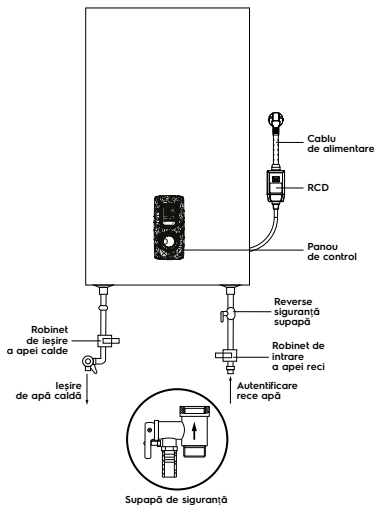 Cablu
de alimentare
RCD
Panou
de control
Reverse
siguranță
supapă
Robinet
de ieșire
a apei calde
Robinet de
intrare
a apei reci
Ieșire
de apă caldă
Autentificare
rece apă
Supapă de siguranță